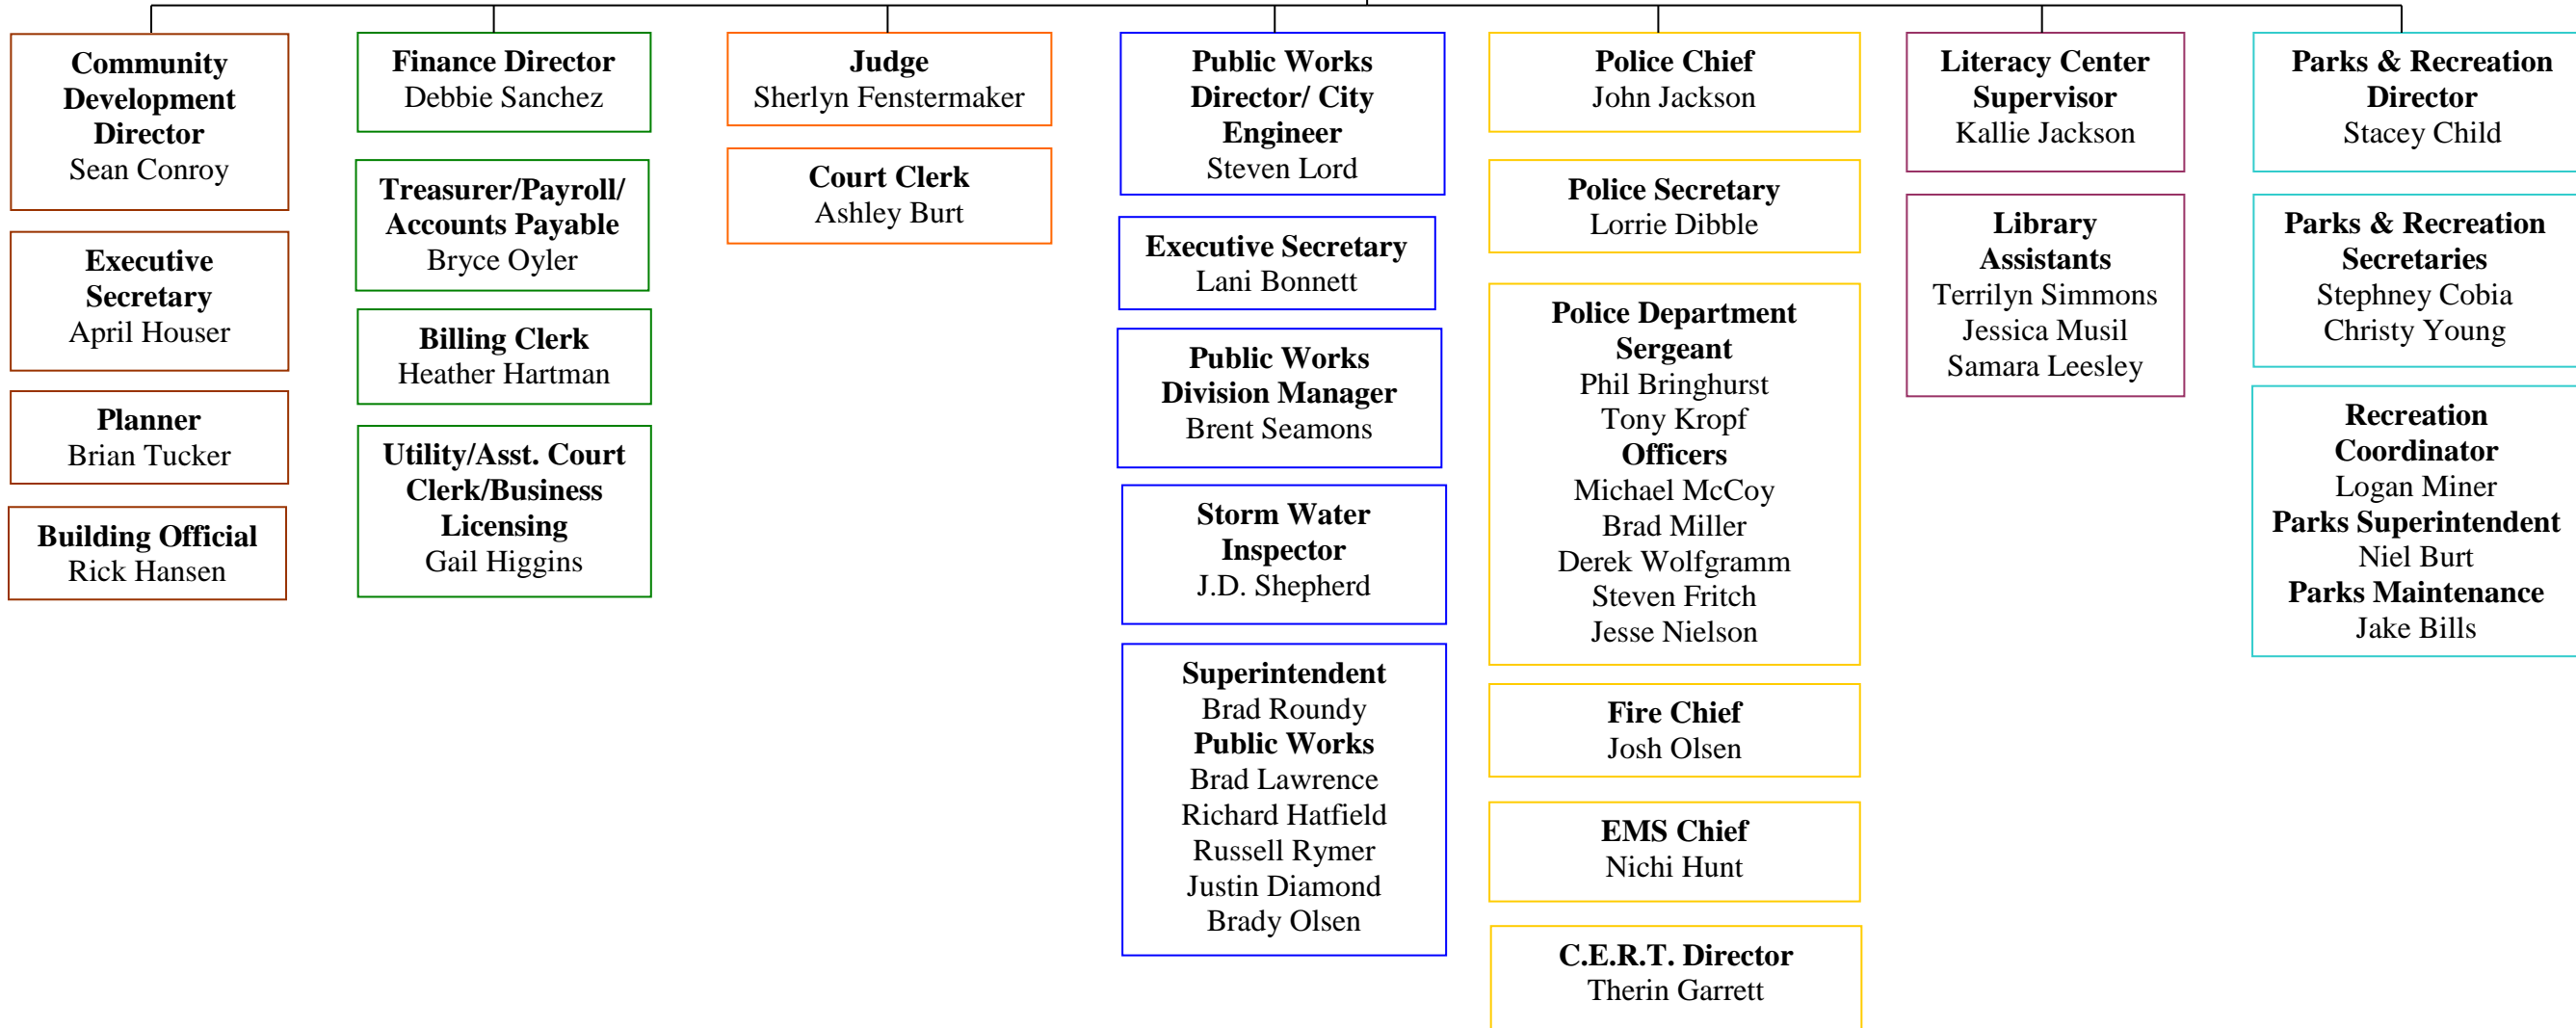 Community
Development
Director
Sean Conroy
Executive
Secretary
April Houser
Planner
Brian Tucker
Building Official
Rick Hansen
Finance Director
Debbie Sanchez
Treasurer/Payroll/
Accounts Payable
Bryce Oyler
Billing Clerk
Heather Hartman
Utility/Asst. Court
Clerk/Business
Licensing
Gail Higgins
Judge
Sherlyn Fenstermaker
Court Clerk
Ashley Burt
Public Works
Director/ City
Engineer
Steven Lord
Executive Secretary
Lani Bonnett
Public Works
Division Manager
Brent Seamons
Storm Water
Inspector
J.D. Shepherd
Superintendent
Brad Roundy
Public Works
Brad Lawrence
Richard Hatfield
Russell Rymer
Justin Diamond
Brady Olsen
Police Chief
John Jackson
Police Secretary
Lorrie Dibble
Police Department
Sergeant
Phil Bringhurst
Tony Kropf
Officers
Michael McCoy
Brad Miller
Derek Wolfgramm
Steven Fritch
Jesse Nielson
Fire Chief
Josh Olsen
EMS Chief
Nichi Hunt
C.E.R.T. Director
Therin Garrett
Literacy Center
Supervisor
Kallie Jackson
Library
Assistants
Terrilyn Simmons
Jessica Musil
Samara Leesley
Parks & Recreation
Director
Stacey Child
Parks & Recreation
Secretaries
Stephney Cobia
Christy Young
Recreation
Coordinator
Logan Miner
Parks Superintendent
Niel Burt
Parks Maintenance
Jake Bills